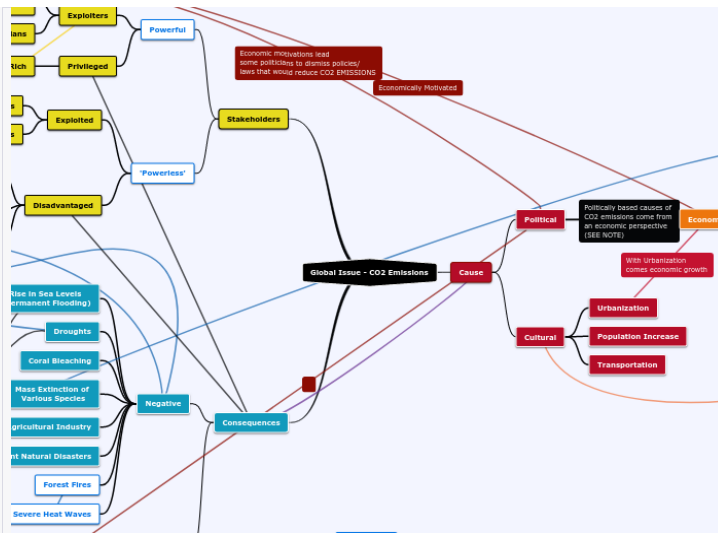 Exploiters
Powerful
Rich
Privileged
Exploited
'Powerless'
Disadvantaged
Stakeholders
Economic motivations lead
some politicians to dismiss policies/
laws that would reduce CO2 EMISSIONS
Economically Motivated
Political
Politically based causes of
CO2 emissions come from
an economic perspective
(SEE NOTE)
Econom
With Urbanization
comes economic growth
Global Issue - CO2 Emissions
Cause
Cultural
Urbanization
Population Increase
Transportation
Rise in Sea Levels
ermanent Flooding)
Droughts
Coral Bleaching
Mass Extinction of
Various Species
gricultural Industry
nt Natural Disasters
Forest Fires
Severe Heat Waves
Negative
Consequences